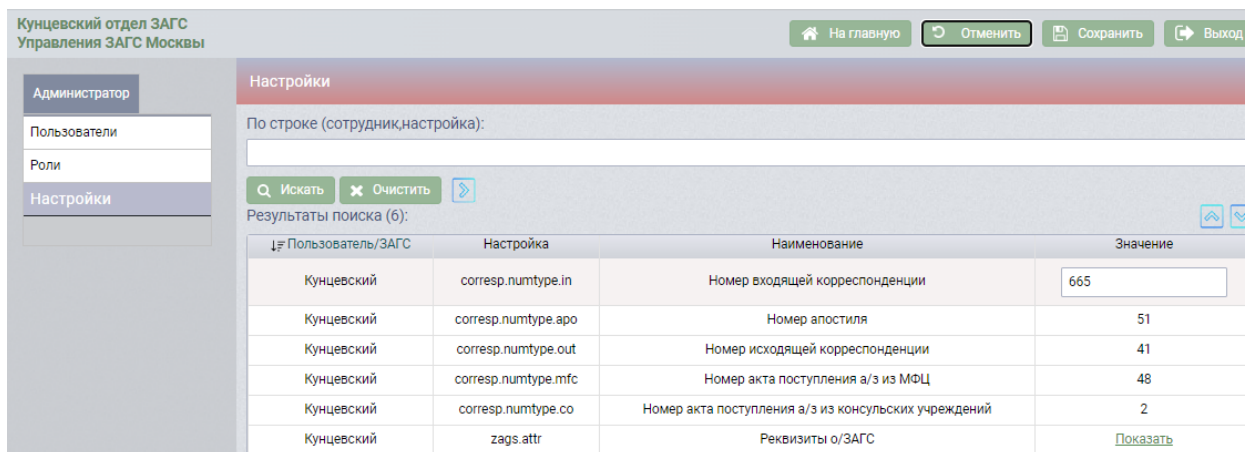 Кунцевский отдел ЗАГС
Управления ЗАГС Москвы
На главную Отменить Сохранить Выход
Администратор
Пользователи
Роли
Настройки
Настройки
По строке (сотрудник,настройка):
Искать Очистить
Результаты поиска (6):
Пользователь/ЗАГС Настройка Наименование Значение
Кунцевский corresp.numtype.in Номер входящей корреспонденции 665
Кунцевский corresp.numtype.apo Номер апостиля 51
Кунцевский corresp.numtype.out Номер исходящей корреспонденции 41
Кунцевский corresp.numtype.mfc Номер акта поступления а/з из МФЦ 48
Кунцевский corresp.numtype.co Номер акта поступления а/з из консульских учреждений 2
Кунцевский zags.attr Реквизиты о/ЗАГС Показать